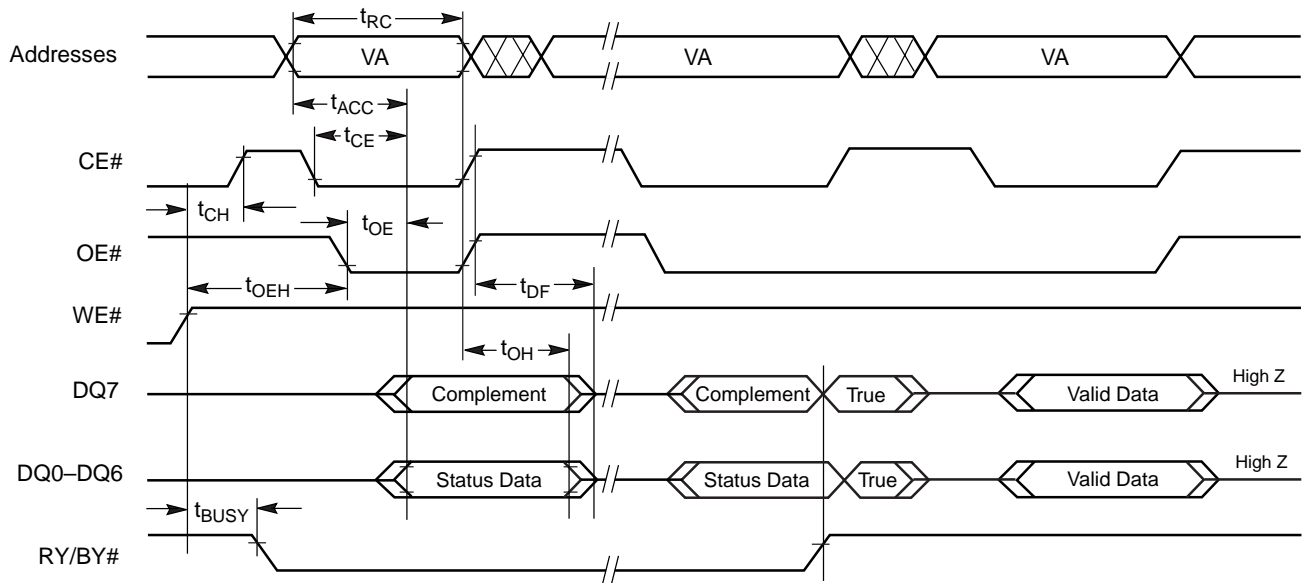 tRC
Addresses VA VA VA
tACC
tCE
CE#
tCH tOE
OE#
tOEH tDF
WE#
tOH
DQ7 Complement Complement True Valid Data High Z
DQ0–DQ6 Status Data Status Data True Valid Data High Z
tBUSY
RY/BY#